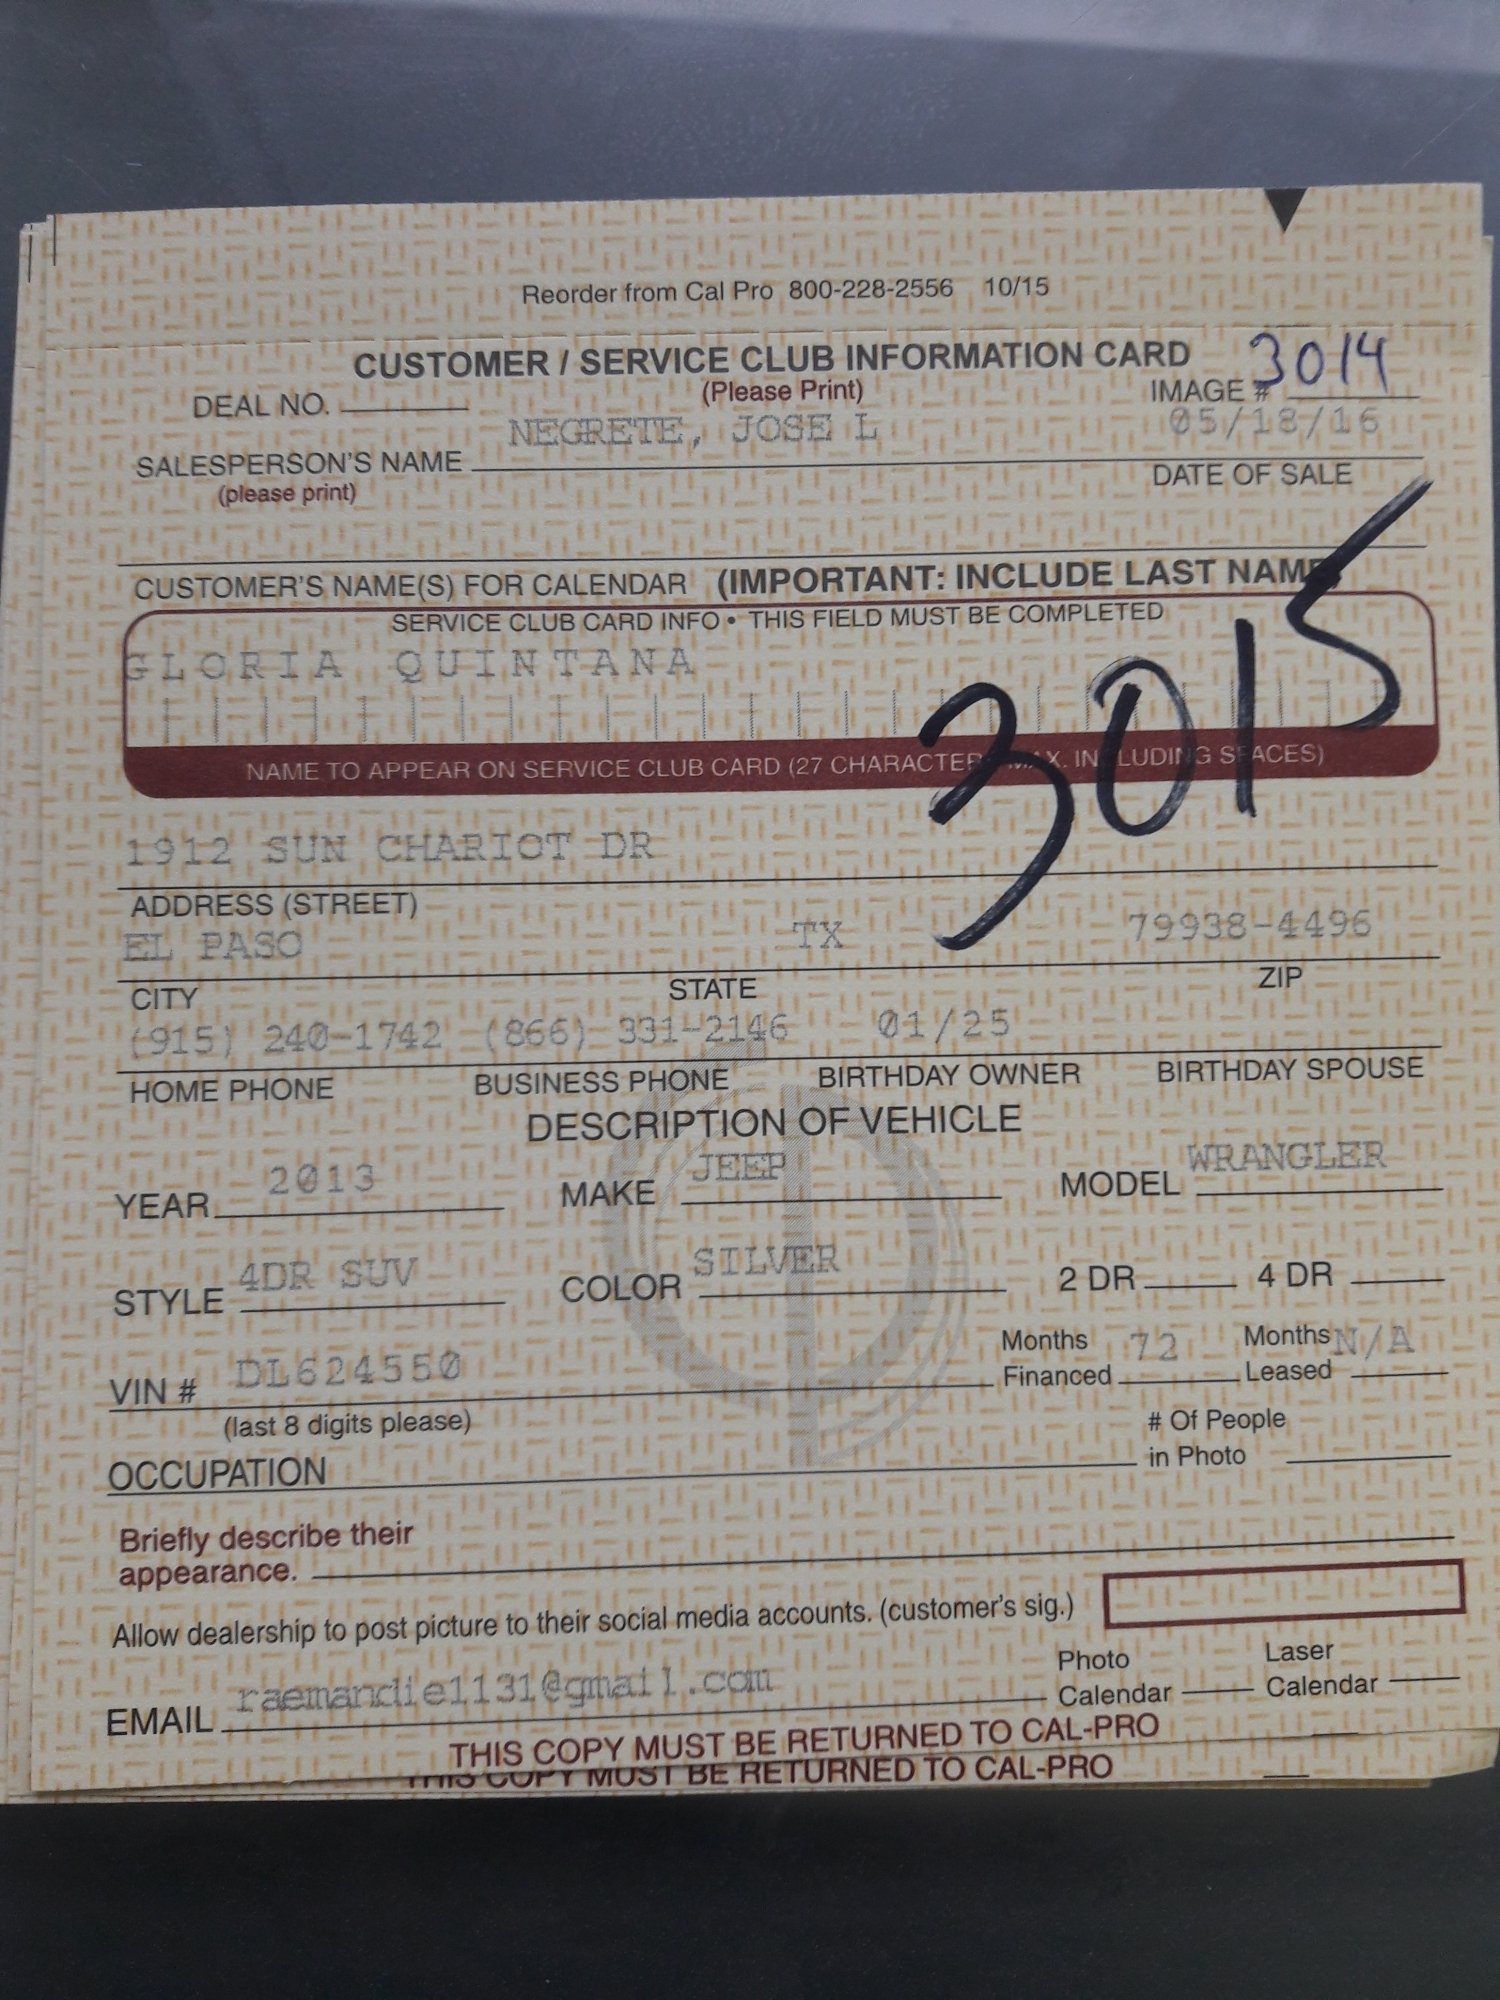 Reorder from Cal Pro 800-228-2556 10/15
CUSTOMER / SERVICE CLUB INFORMATION CARD
(Please Print)
DEAL NO.
IMAGE # 3014
NEGRETE, JOSE L 05/18/16
SALESPERSON'S NAME
(please print)
DATE OF SALE
CUSTOMER'S NAME(S) FOR CALENDAR (IMPORTANT: INCLUDE LAST NAME)
SERVICE CLUB CARD INFO • THIS FIELD MUST BE COMPLETED
GLORIA QUINTANA
3015
NAME TO APPEAR ON SERVICE CLUB CARD (27 CHARACTERS MAX. INCLUDING SPACES)
1912 SUN CHARIOT DR
ADDRESS (STREET)
EL PASO TX 79938-4496
CITY STATE ZIP
(915) 240-1742 (866) 331-2146 01/25
HOME PHONE BUSINESS PHONE BIRTHDAY OWNER BIRTHDAY SPOUSE
DESCRIPTION OF VEHICLE
YEAR 2013 MAKE JEEP MODEL WRANGLER
STYLE 4DR SUV COLOR SILVER 2 DR 4 DR
VIN # DL624550 Months Financed 72 Months Leased N/A
(last 8 digits please)
# Of People
in Photo
OCCUPATION
Briefly describe their
appearance.
Allow dealership to post picture to their social media accounts. (customer's sig.)
Photo Calendar Laser Calendar
EMAIL raemandie1131@gmail.com
THIS COPY MUST BE RETURNED TO CAL-PRO
THIS COPY MUST BE RETURNED TO CAL-PRO